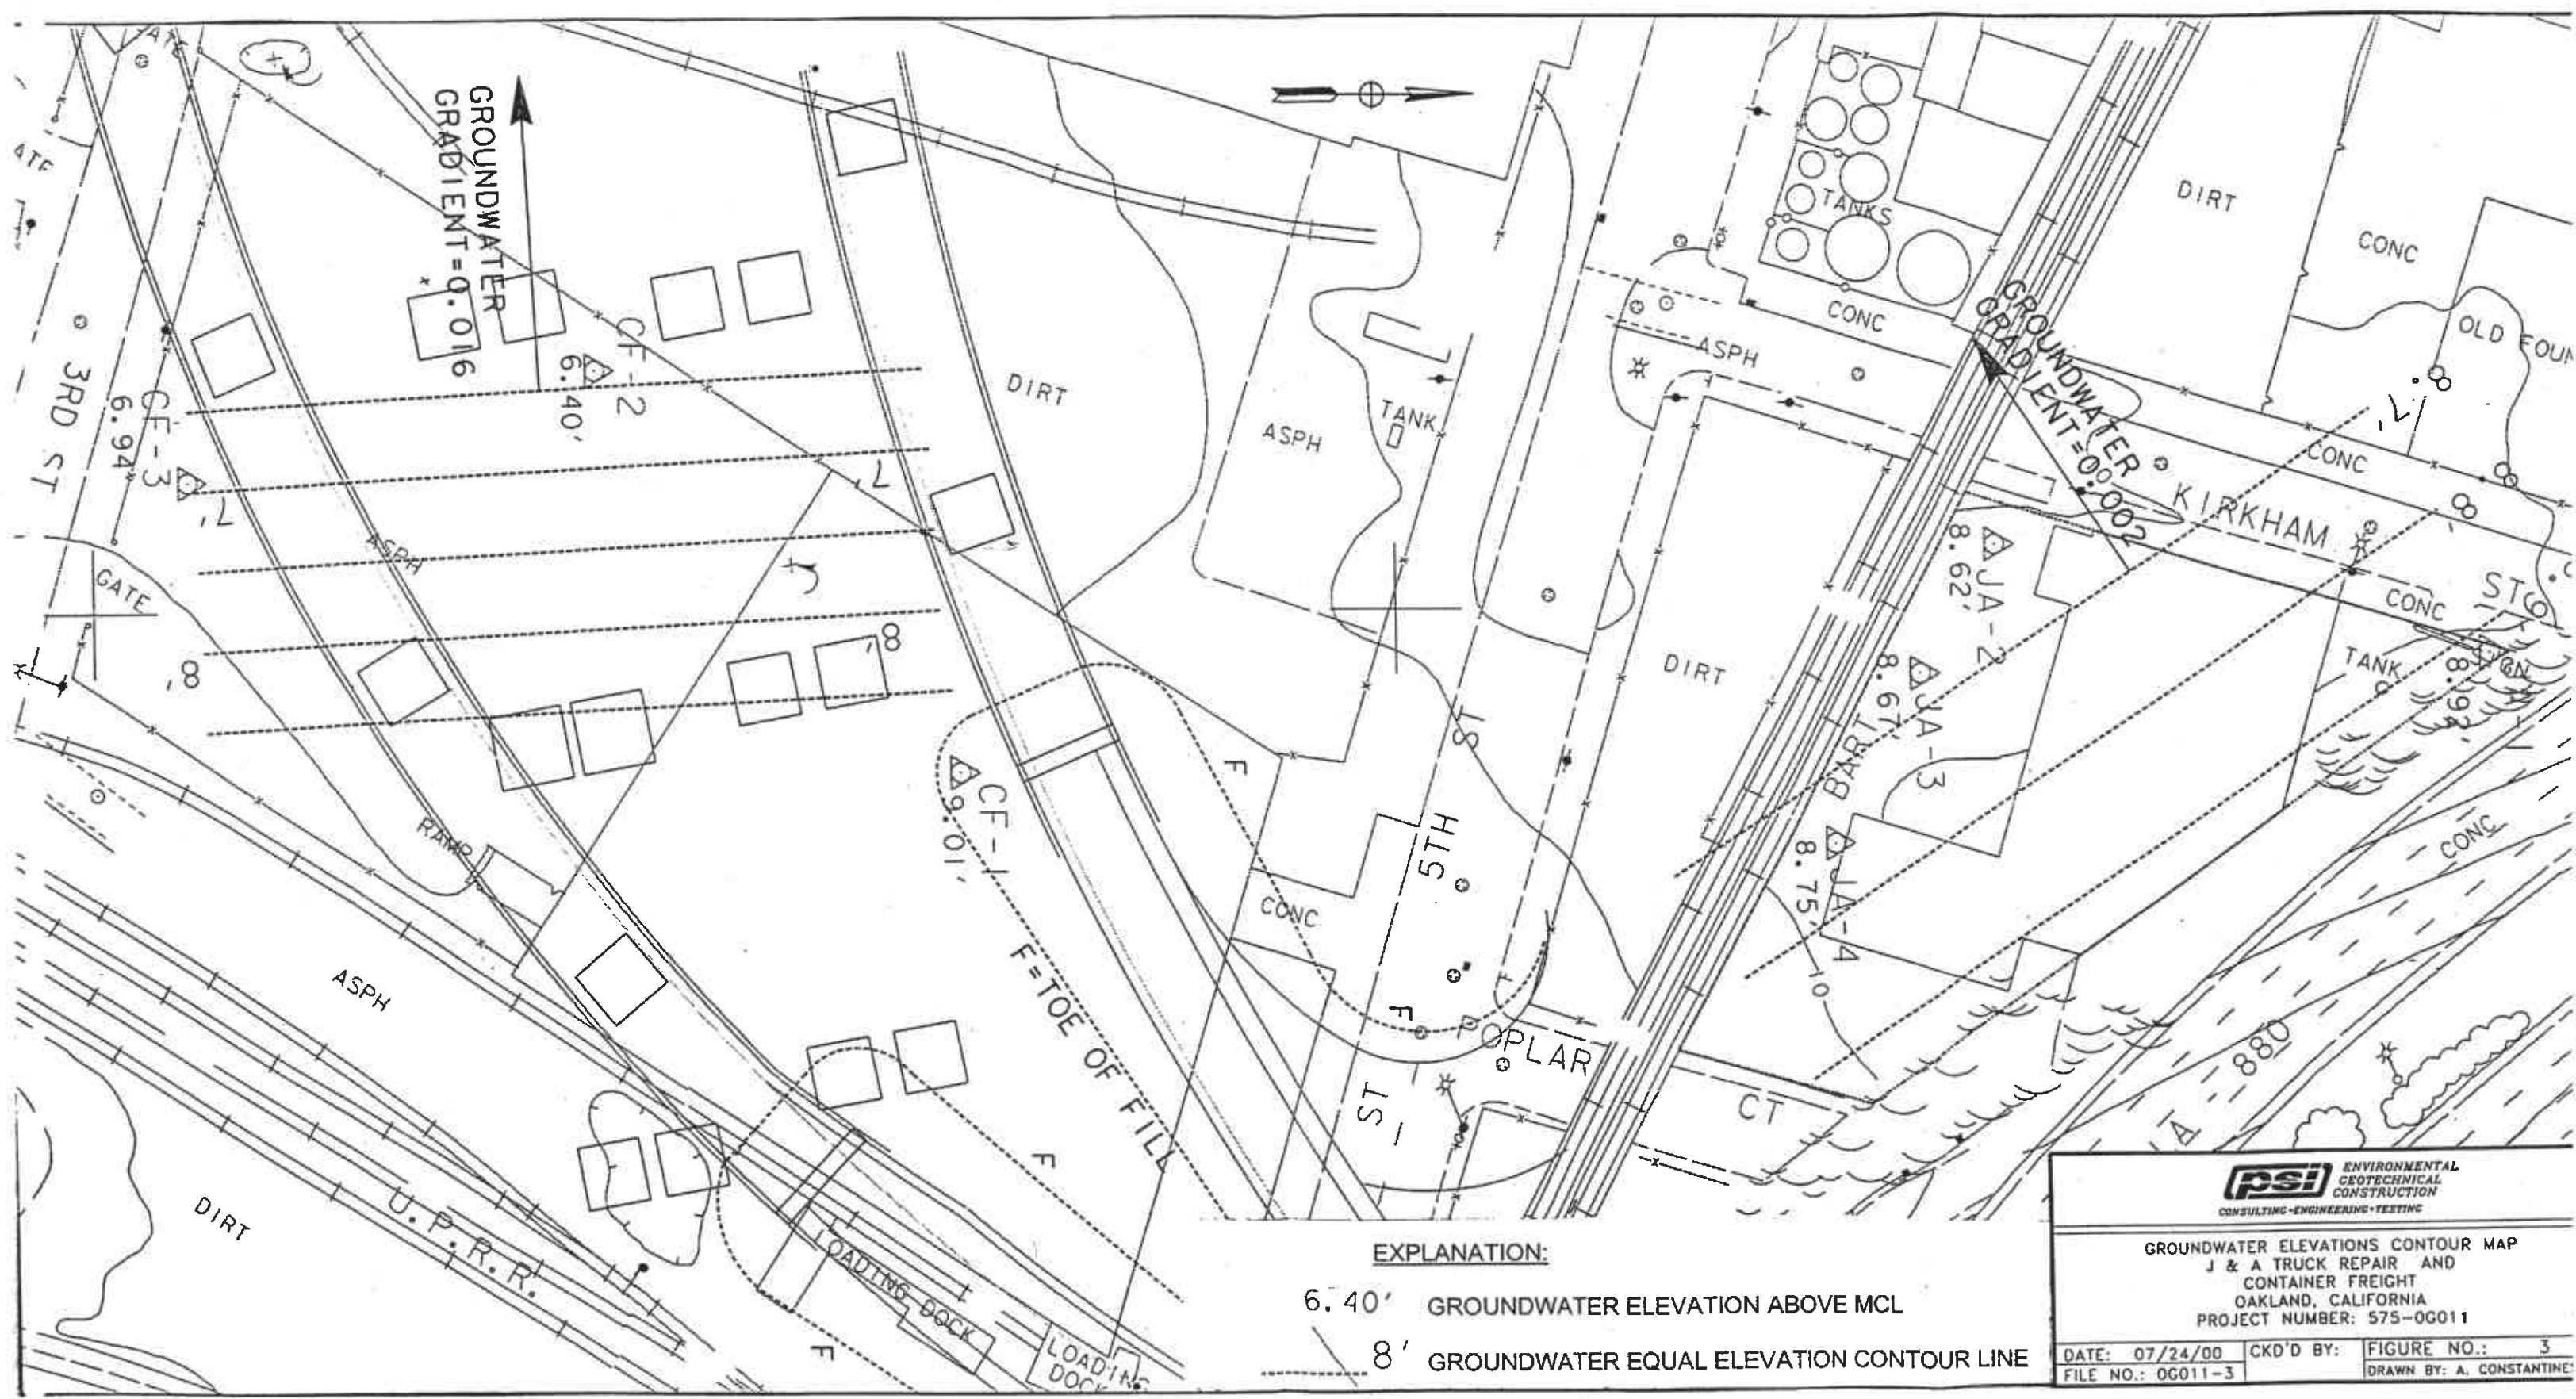 GROUNDWATER
GRADIENT=0.016
3RD ST
CF-3
6.94'
CF-2
6.40'
7'
7'
8'
8'
GATE
ASPH
RAMP
ASPH
DIRT
U.P.R.R.
LOADING DOCK
LOADING
DOCK
CF-1
9.01'
F=TOE OF FILL
F
F
F
F
DIRT
ASPH
TANK
CONC
5TH
ST
ST
POPLAR
CT
DIRT
ASPH
CONC
TANKS
GROUNDWATER
GRADIENT=0.002
DIRT
CONC
OLD FOUN
CONC
KIRKHAM
ST
CONC
TANK
8'
JA-2
8.62'
JA-3
8.67'
JA-4
8.75'
8.92'
BART
10
CONC
880
EXPLANATION:
6.40' GROUNDWATER ELEVATION ABOVE MCL
8' GROUNDWATER EQUAL ELEVATION CONTOUR LINE
psi ENVIRONMENTAL
GEOTECHNICAL
CONSTRUCTION
CONSULTING•ENGINEERING•TESTING
GROUNDWATER ELEVATIONS CONTOUR MAP
J & A TRUCK REPAIR AND
CONTAINER FREIGHT
OAKLAND, CALIFORNIA
PROJECT NUMBER: 575-0G011
DATE: 07/24/00 CKD'D BY: FIGURE NO.: 3
FILE NO.: 0G011-3 DRAWN BY: A. CONSTANTINE